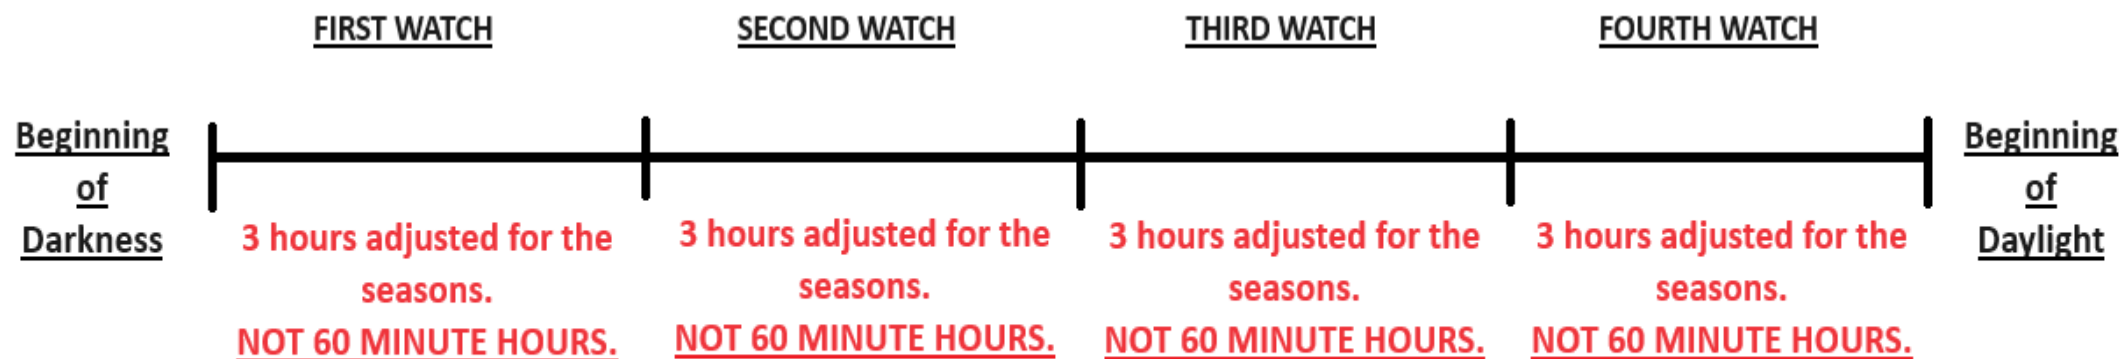 FIRST WATCH
SECOND WATCH
THIRD WATCH
FOURTH WATCH
Beginning
of
Darkness
3 hours adjusted for the
seasons.
NOT 60 MINUTE HOURS.
3 hours adjusted for the
seasons.
NOT 60 MINUTE HOURS.
3 hours adjusted for the
seasons.
NOT 60 MINUTE HOURS.
3 hours adjusted for the
seasons.
NOT 60 MINUTE HOURS.
Beginning
of
Daylight